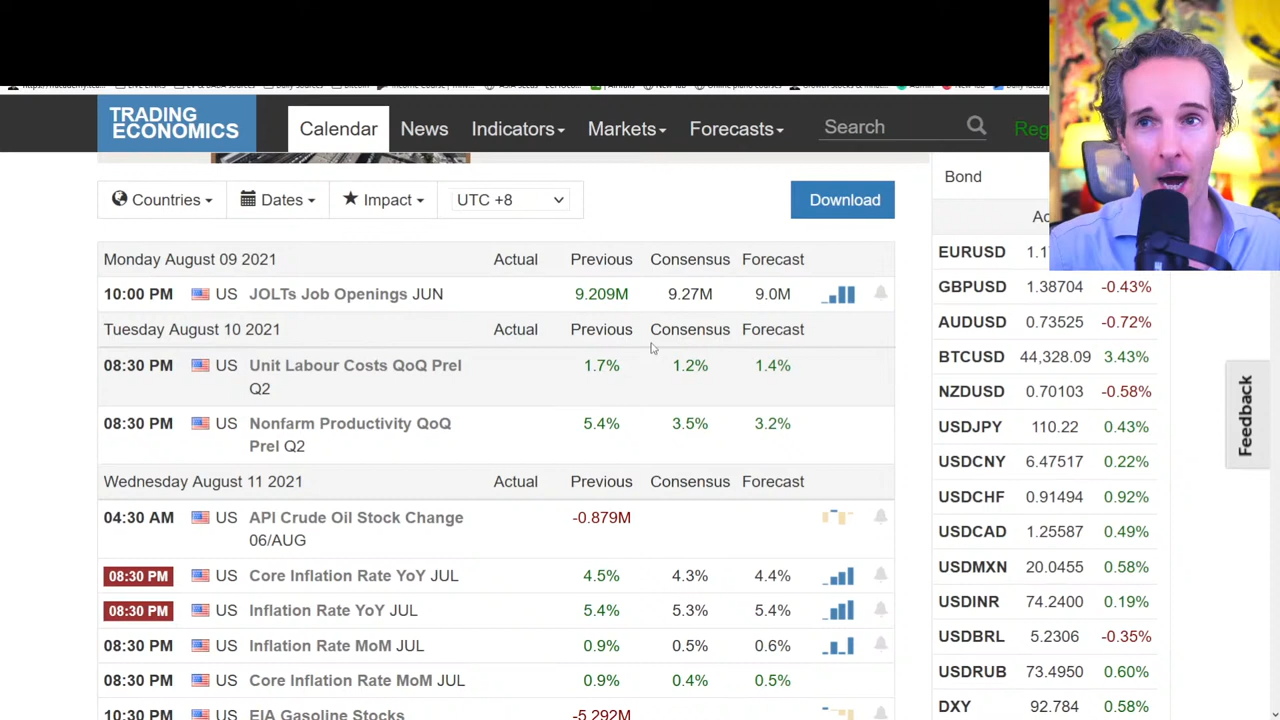 TRADING
ECONOMICS
Calendar News Indicators Markets Forecasts Search Reg
Countries Dates Impact UTC +8 Download
Bond
Monday August 09 2021 Actual Previous Consensus Forecast
10:00 PM US JOLTs Job Openings JUN 9.209M 9.27M 9.0M
Tuesday August 10 2021 Actual Previous Consensus Forecast
08:30 PM US Unit Labour Costs QoQ Prel 1.7% 1.2% 1.4%
Q2
08:30 PM US Nonfarm Productivity QoQ 5.4% 3.5% 3.2%
Prel Q2
Wednesday August 11 2021 Actual Previous Consensus Forecast
04:30 AM US API Crude Oil Stock Change -0.879M
06/AUG
08:30 PM US Core Inflation Rate YoY JUL 4.5% 4.3% 4.4%
08:30 PM US Inflation Rate YoY JUL 5.4% 5.3% 5.4%
08:30 PM US Inflation Rate MoM JUL 0.9% 0.5% 0.6%
08:30 PM US Core Inflation Rate MoM JUL 0.9% 0.4% 0.5%
10:30 PM US EIA Gasoline Stocks -5.292M
EURUSD
GBPUSD 1.38704 -0.43%
AUDUSD 0.73525 -0.72%
BTCUSD 44,328.09 3.43%
NZDUSD 0.70103 -0.58%
USDJPY 110.22 0.43%
USDCNY 6.47517 0.22%
USDCHF 0.91494 0.92%
USDCAD 1.25587 0.49%
USDMXN 20.0455 0.58%
USDINR 74.2400 0.19%
USDBRL 5.2306 -0.35%
USDRUB 73.4950 0.60%
DXY 92.784 0.58%
Feedback